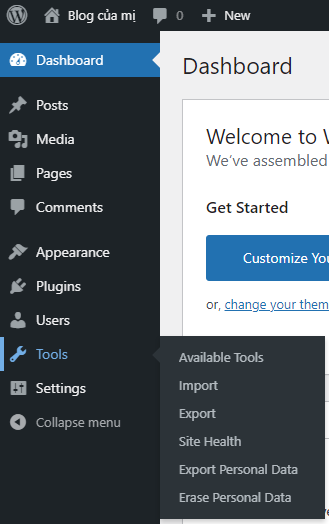 Blog của mị 0 New
Dashboard
Posts
Media
Pages
Comments
Appearance
Plugins
Users
Tools
Settings
Collapse menu
Dashboard
Welcome to
We've assembled
Get Started
Customize
or, change your
Available Tools
Import
Export
Site Health
Export Personal Data
Erase Personal Data